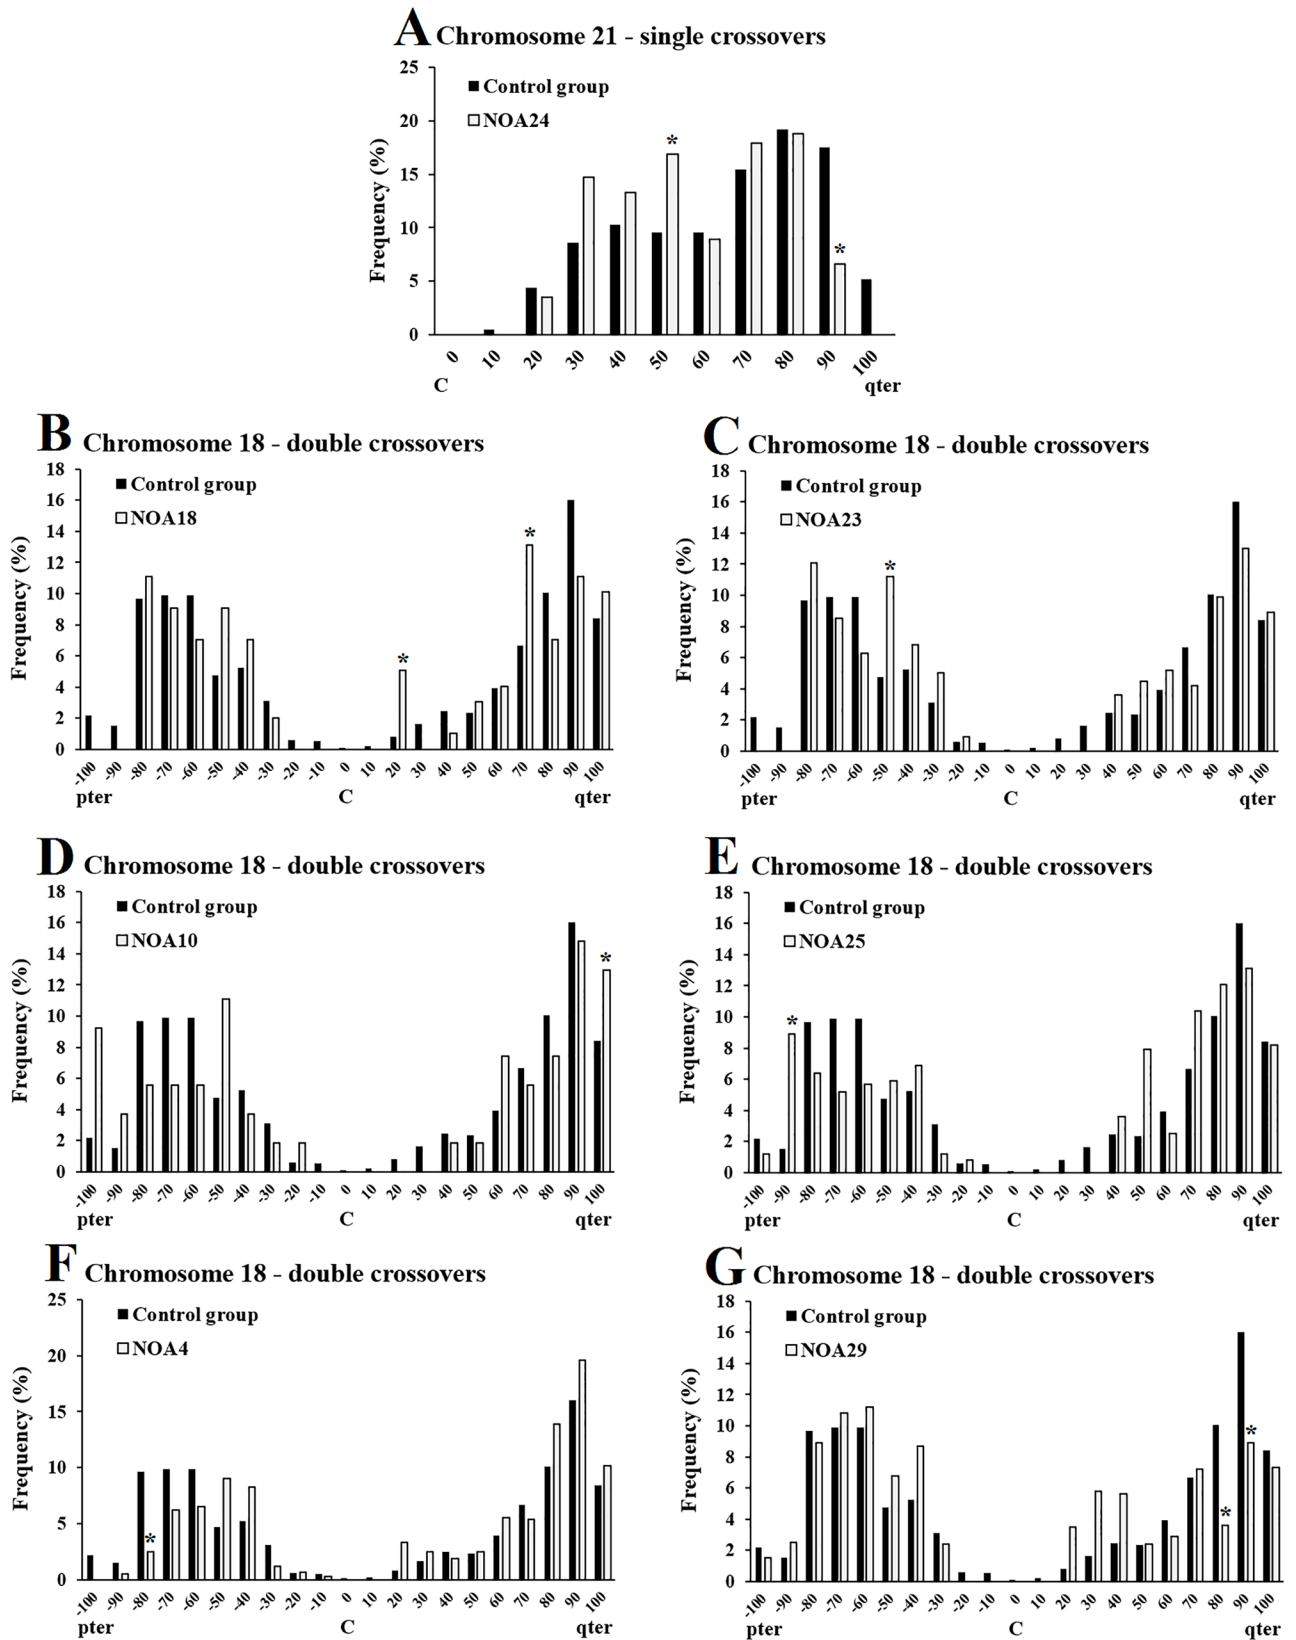 A Chromosome 21 - single crossovers
25
20
15
10
5
0
Frequency (%)
Control group
NOA24
*
*
0 10 20 30 40 50 60 70 80 90 100
C qter
B Chromosome 18 - double crossovers
18
16
14
12
10
8
6
4
2
0
Frequency (%)
Control group
NOA18
*
*
-100 -90 -80 -70 -60 -50 -40 -30 -20 -10 0 10 20 30 40 50 60 70 80 90 100
pter C qter
C Chromosome 18 - double crossovers
18
16
14
12
10
8
6
4
2
0
Frequency (%)
Control group
NOA23
*
-100 -90 -80 -70 -60 -50 -40 -30 -20 -10 0 10 20 30 40 50 60 70 80 90 100
pter C qter
D Chromosome 18 - double crossovers
18
16
14
12
10
8
6
4
2
0
Frequency (%)
Control group
NOA10
*
-100 -90 -80 -70 -60 -50 -40 -30 -20 -10 0 10 20 30 40 50 60 70 80 90 100
pter C qter
E Chromosome 18 - double crossovers
18
16
14
12
10
8
6
4
2
0
Frequency (%)
Control group
NOA25
*
-100 -90 -80 -70 -60 -50 -40 -30 -20 -10 0 10 20 30 40 50 60 70 80 90 100
pter C qter
F Chromosome 18 - double crossovers
25
20
15
10
5
0
Frequency (%)
Control group
NOA4
*
-100 -90 -80 -70 -60 -50 -40 -30 -20 -10 0 10 20 30 40 50 60 70 80 90 100
pter C qter
G Chromosome 18 - double crossovers
18
16
14
12
10
8
6
4
2
0
Frequency (%)
Control group
NOA29
*
*
-100 -90 -80 -70 -60 -50 -40 -30 -20 -10 0 10 20 30 40 50 60 70 80 90 100
pter C qter